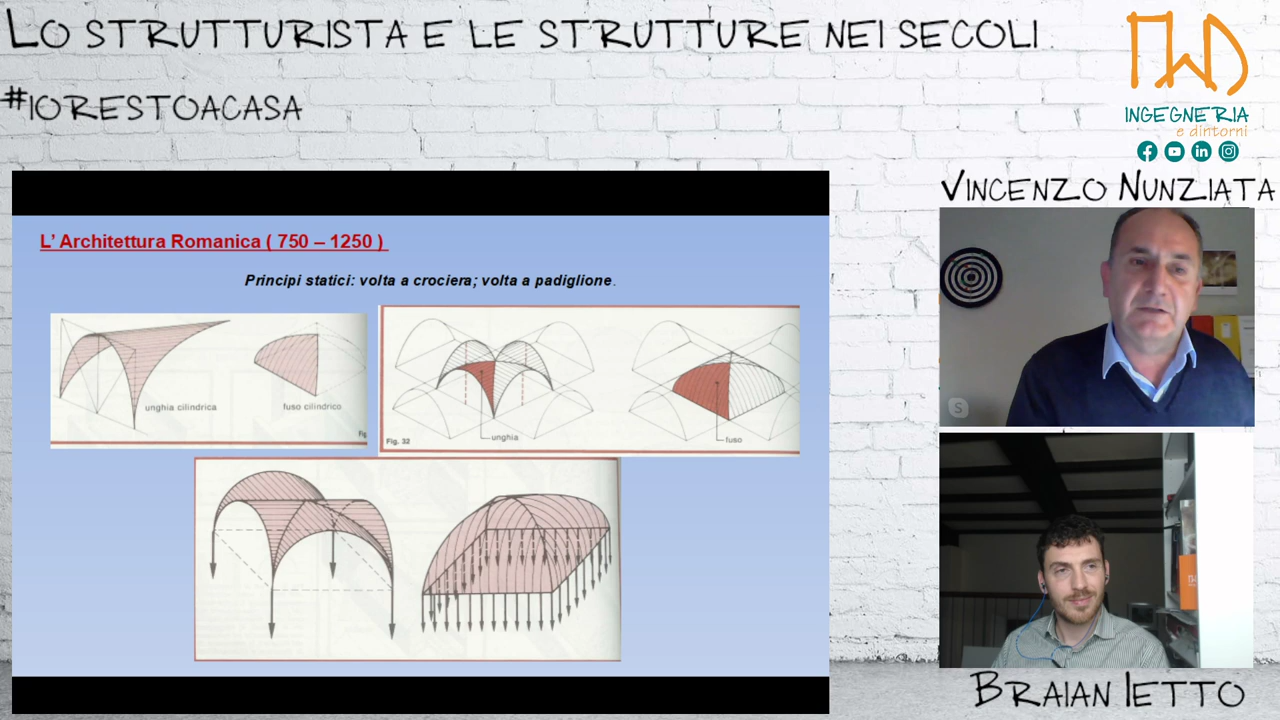 LO STRUTTURISTA E LE STRUTTURE NEI SECOLI
#IORESTOACASA
INGEGNERIA
e dintorni
VINCENZO NUNZIATA
L' Architettura Romanica ( 750 – 1250 )
Principi statici: volta a crociera; volta a padiglione.
unghia cilindrica
fuso cilindrico
Fig
Fig. 32
unghia
fuso
S
BRAIAN IETTO